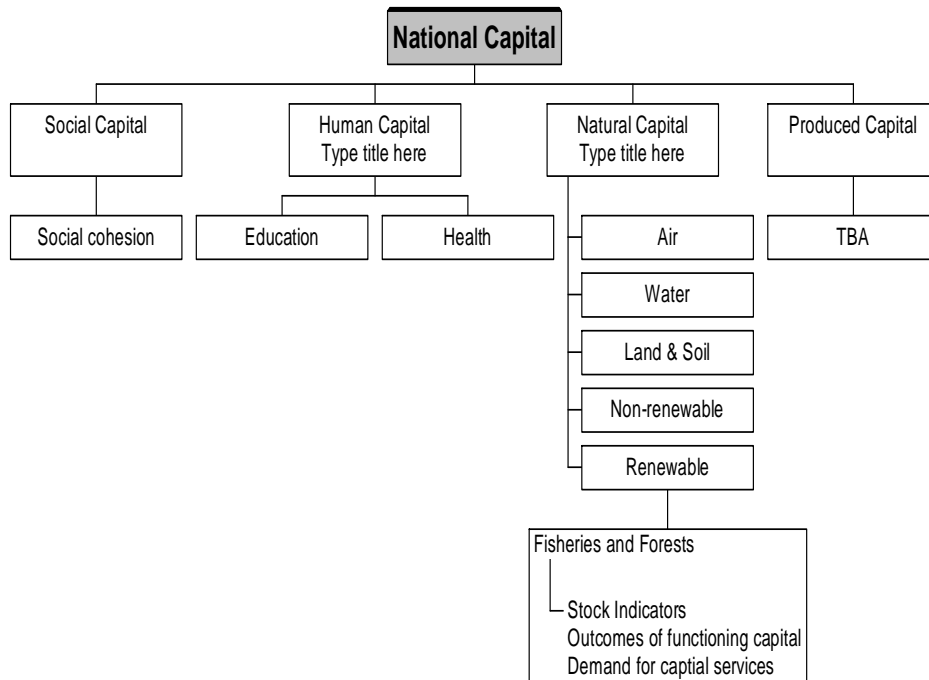 National Capital
Social Capital
Human Capital
Type title here
Natural Capital
Type title here
Produced Capital
Social cohesion
Education
Health
Air
TBA
Water
Land & Soil
Non-renewable
Renewable
Fisheries and Forests
Stock Indicators
Outcomes of functioning capital
Demand for captial services